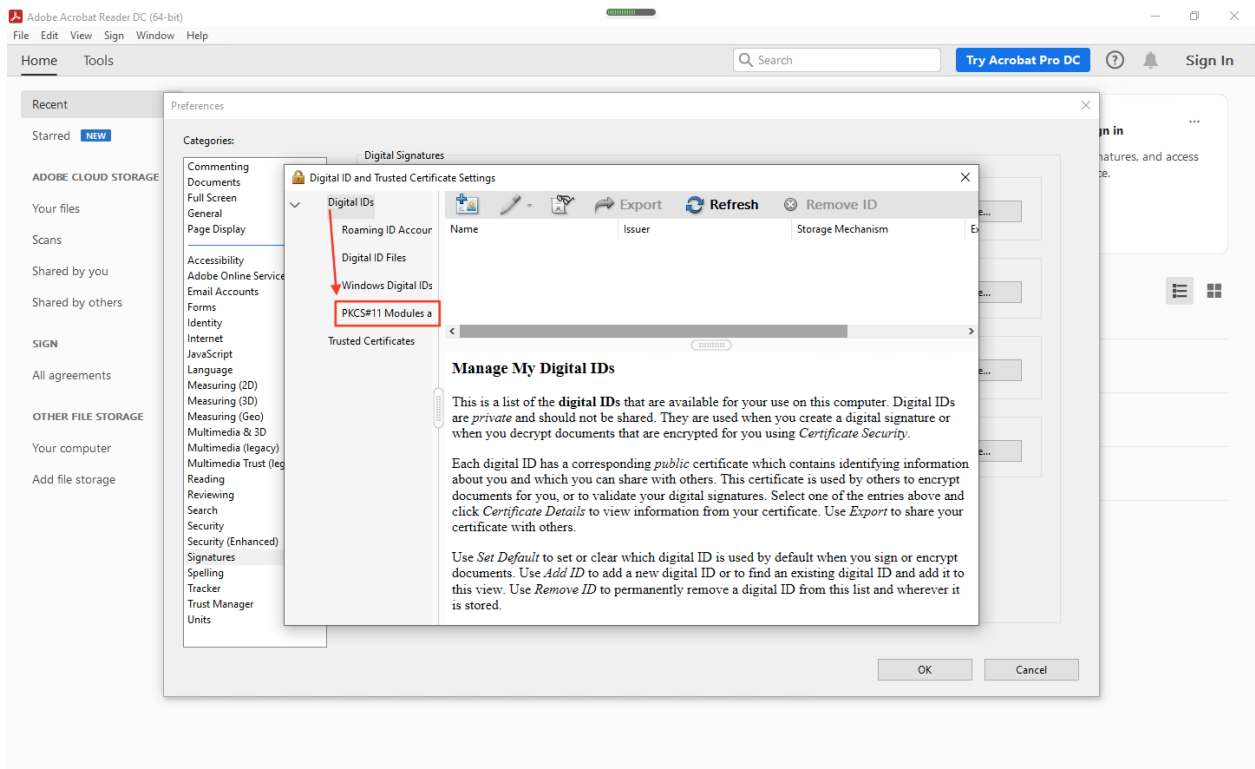 Adobe Acrobat Reader DC (64-bit)
File Edit View Sign Window Help
Home Tools
Search
Try Acrobat Pro DC
?
Sign In
Recent
Starred NEW
ADOBE CLOUD STORAGE
Your files
Scans
Shared by you
Shared by others
SIGN
All agreements
OTHER FILE STORAGE
Your computer
Add file storage
Preferences
Categories:
Commenting
Documents
Full Screen
General
Page Display
Accessibility
Adobe Online Service
Email Accounts
Forms
Identity
Internet
JavaScript
Language
Measuring (2D)
Measuring (3D)
Measuring (Geo)
Multimedia & 3D
Multimedia (legacy)
Multimedia Trust (leg
Reading
Reviewing
Search
Security
Security (Enhanced)
Signatures
Spelling
Tracker
Trust Manager
Units
Digital Signatures
Digital ID and Trusted Certificate Settings
Digital IDs
Roaming ID Accoun
Digital ID Files
Windows Digital IDs
PKCS#11 Modules a
Trusted Certificates
Export Refresh Remove ID
Name Issuer Storage Mechanism Ex
Manage My Digital IDs
This is a list of the digital IDs that are available for your use on this computer. Digital IDs
are private and should not be shared. They are used when you create a digital signature or
when you decrypt documents that are encrypted for you using Certificate Security.
Each digital ID has a corresponding public certificate which contains identifying information
about you and which you can share with others. This certificate is used by others to encrypt
documents for you, or to validate your digital signatures. Select one of the entries above and
click Certificate Details to view information from your certificate. Use Export to share your
certificate with others.
Use Set Default to set or clear which digital ID is used by default when you sign or encrypt
documents. Use Add ID to add a new digital ID or to find an existing digital ID and add it to
this view. Use Remove ID to permanently remove a digital ID from this list and wherever it
is stored.
e...
e...
e...
e...
OK Cancel
gn in
natures, and access
ce.